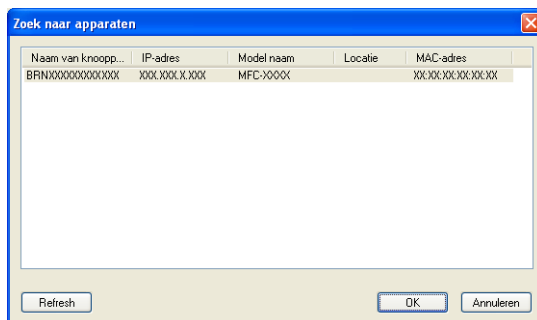 Zoek naar apparaten
Naam van knoopp... IP-adres Model naam Locatie MAC-adres
BRNXXXXXXXXXXXX XXX.XXX.X.XXX MFC-XXXX XX:XX:XX:XX:XX:XX
Refresh OK Annuleren